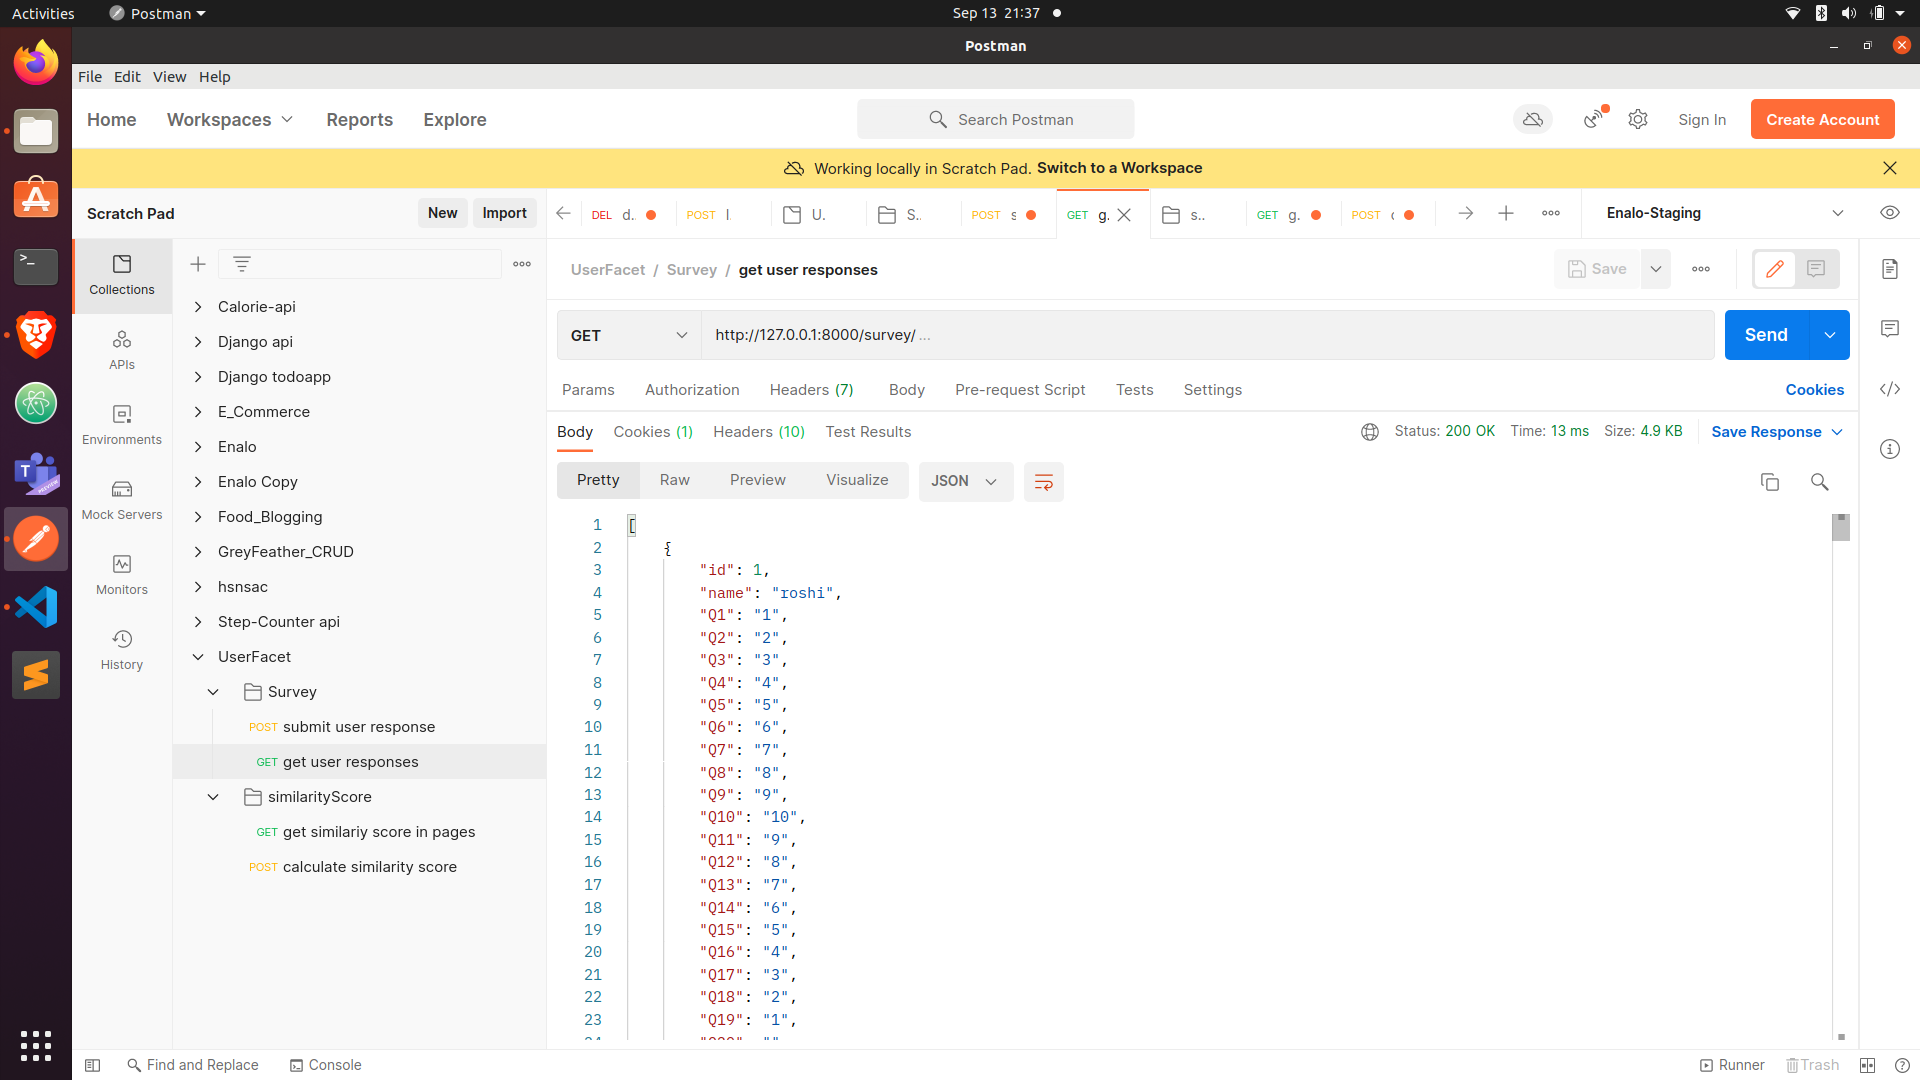 Activities
Postman
Sep 13 21:37
Postman
File Edit View Help
Home Workspaces Reports Explore
Search Postman
Sign In
Create Account
Working locally in Scratch Pad. Switch to a Workspace
Scratch Pad
New
Import
DEL d.
POST l
U.
S.
POST s
GET g.
s..
GET g.
POST
Enalo-Staging
Collections
APIs
Environments
Mock Servers
Monitors
History
Calorie-api
Django api
Django todoapp
E_Commerce
Enalo
Enalo Copy
Food_Blogging
GreyFeather_CRUD
hsnsac
Step-Counter api
UserFacet
Survey
POST submit user response
GET get user responses
similarityScore
GET get similariy score in pages
POST calculate similarity score
UserFacet / Survey / get user responses
Save
GET
http://127.0.0.1:8000/survey/ ...
Send
Params Authorization Headers (7) Body Pre-request Script Tests Settings
Cookies
Body Cookies (1) Headers (10) Test Results
Status: 200 OK Time: 13 ms Size: 4.9 KB
Save Response
Pretty Raw Preview Visualize
JSON
1 [
2 {
3 "id": 1,
4 "name": "roshi",
5 "Q1": "1",
6 "Q2": "2",
7 "Q3": "3",
8 "Q4": "4",
9 "Q5": "5",
10 "Q6": "6",
11 "Q7": "7",
12 "Q8": "8",
13 "Q9": "9",
14 "Q10": "10",
15 "Q11": "9",
16 "Q12": "8",
17 "Q13": "7",
18 "Q14": "6",
19 "Q15": "5",
20 "Q16": "4",
21 "Q17": "3",
22 "Q18": "2",
23 "Q19": "1",
Find and Replace
Console
Runner
Trash